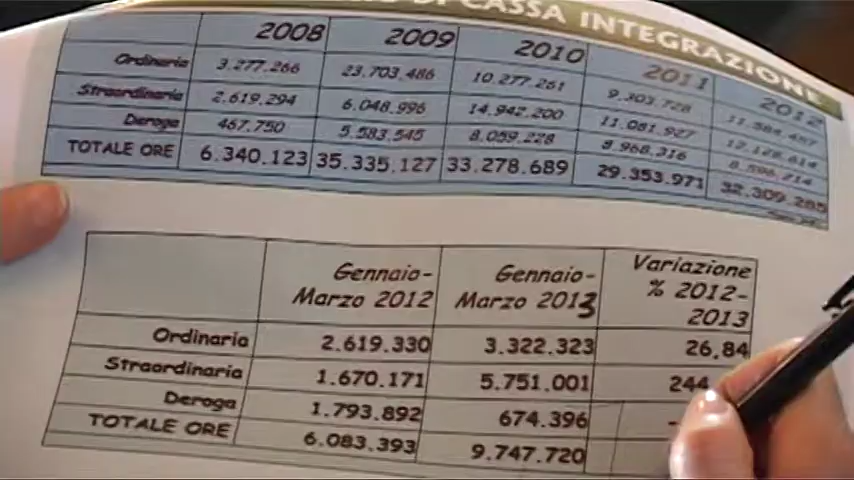 DI CASSA INTEGRAZIONE
2008 2009 2010 2011 2012
Ordinaria 3.277.266 23.703.486 10.277.261 9.303.728
Straordinaria 2.619.294 6.048.996 14.942.200 11.081.927
Deroga 467.750 5.583.545 8.059.228 8.968.316
TOTALE ORE 6.340.123 35.335.127 33.278.689 29.353.971 32.309.285
Gennaio- Gennaio- Variazione
Marzo 2012 Marzo 2013 % 2012-
2013
Ordinaria 2.619.330 3.322.323 26,84
Straordinaria 1.670.171 5.751.001 244
Deroga 1.793.892 674.396 -
TOTALE ORE 6.083.393 9.747.720